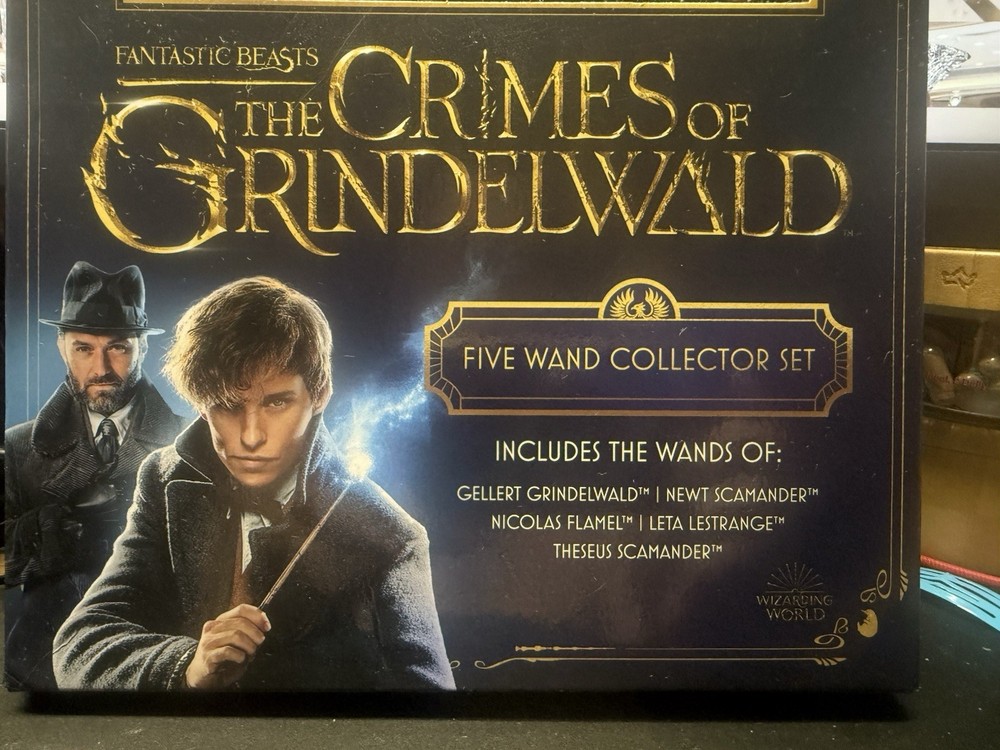 FANTASTIC BEASTS
THE CRIMES OF
GRINDELWALD
FIVE WAND COLLECTOR SET
INCLUDES THE WANDS OF:
GELLERT GRINDELWALD™ | NEWT SCAMANDER™
NICOLAS FLAMEL™ | LETA LESTRANGE™
THESEUS SCAMANDER™
WIZARDING
WORLD